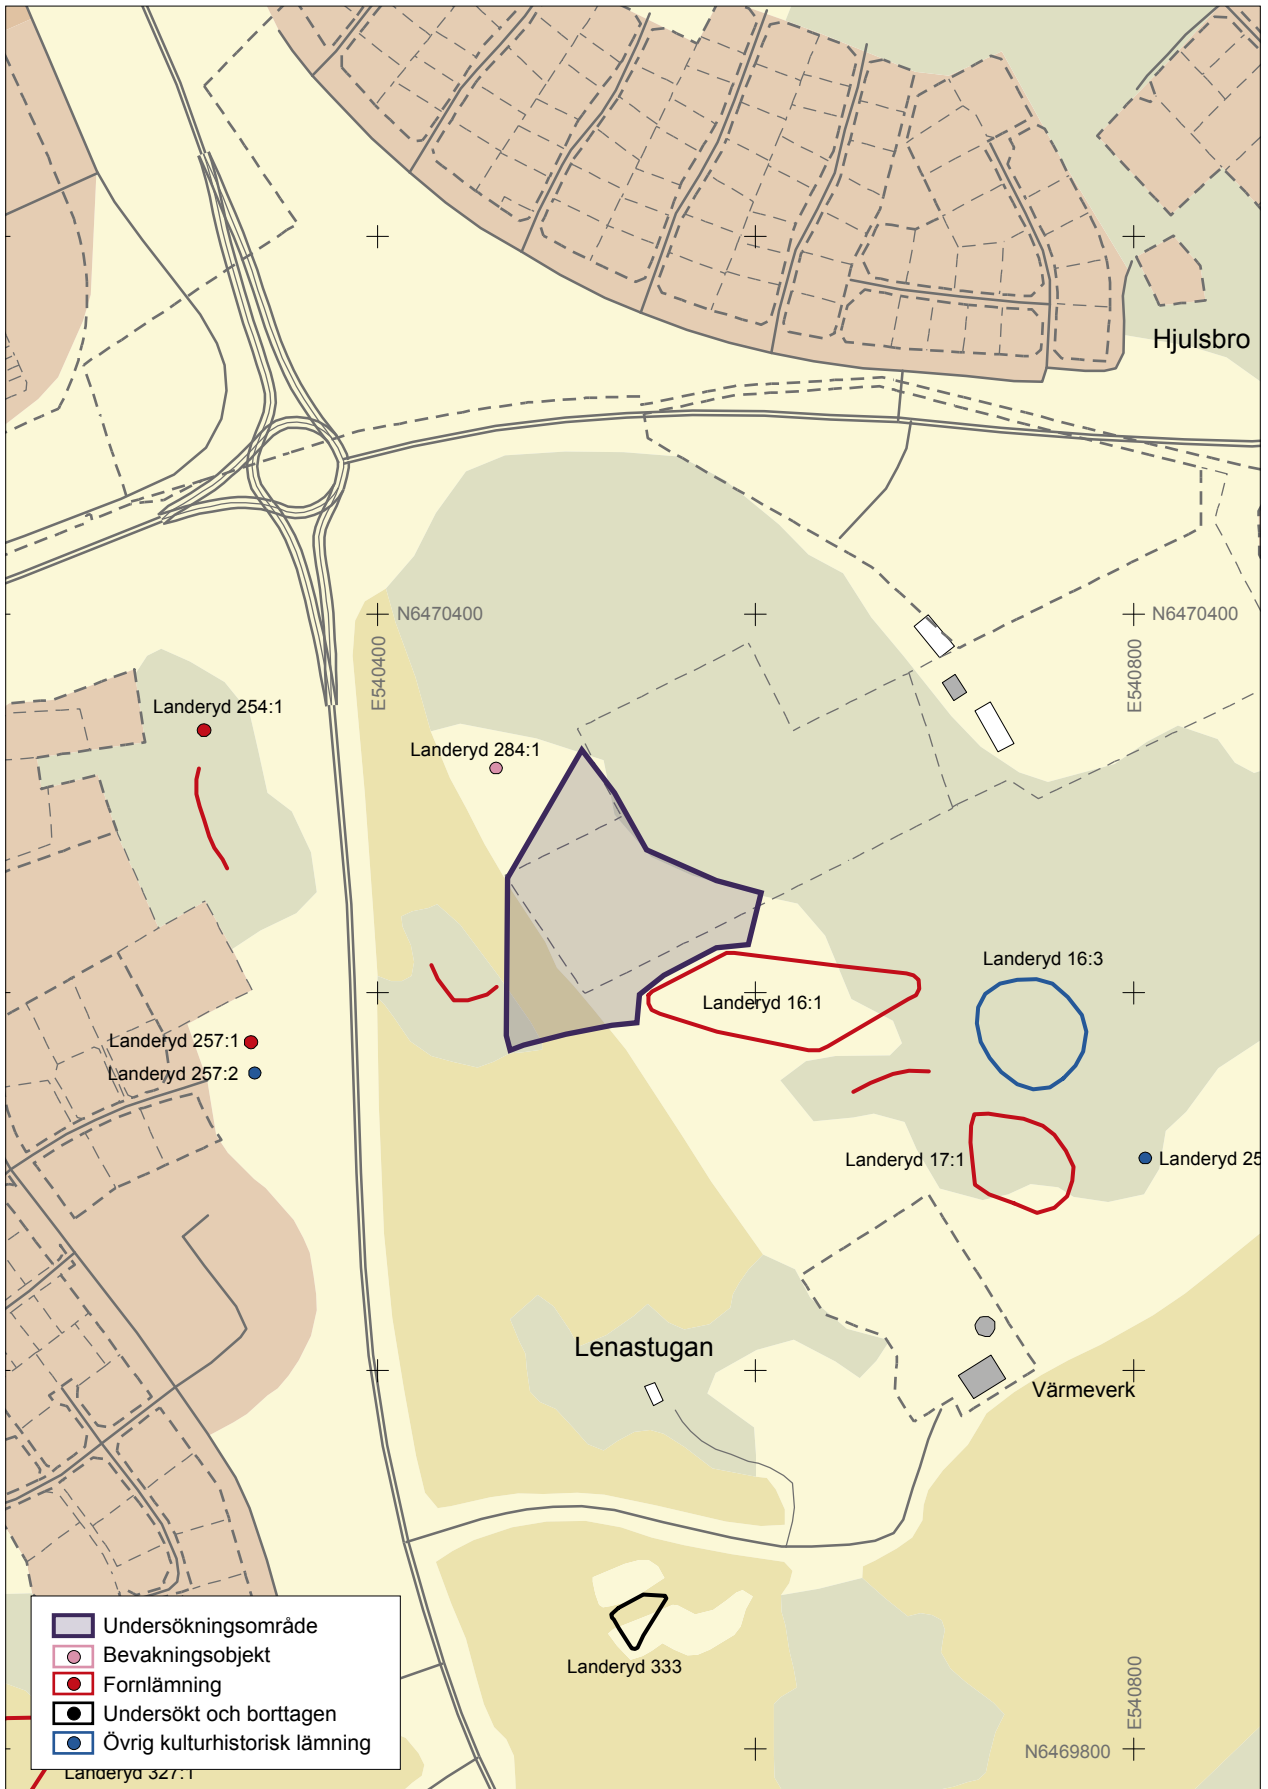 Hjulsbro
N6470400
N6470400
E540400
E540800
Landeryd 254:1
Landeryd 284:1
Landeryd 16:3
Landeryd 16:1
Landeryd 257:1
Landeryd 257:2
Landeryd 17:1
Landeryd 25
Lenastugan
Värmeverk
Landeryd 333
Undersökningsområde
Bevakningsobjekt
Fornlämning
Undersökt och borttagen
Övrig kulturhistorisk lämning
E540800
N6469800
Landeryd 327:1